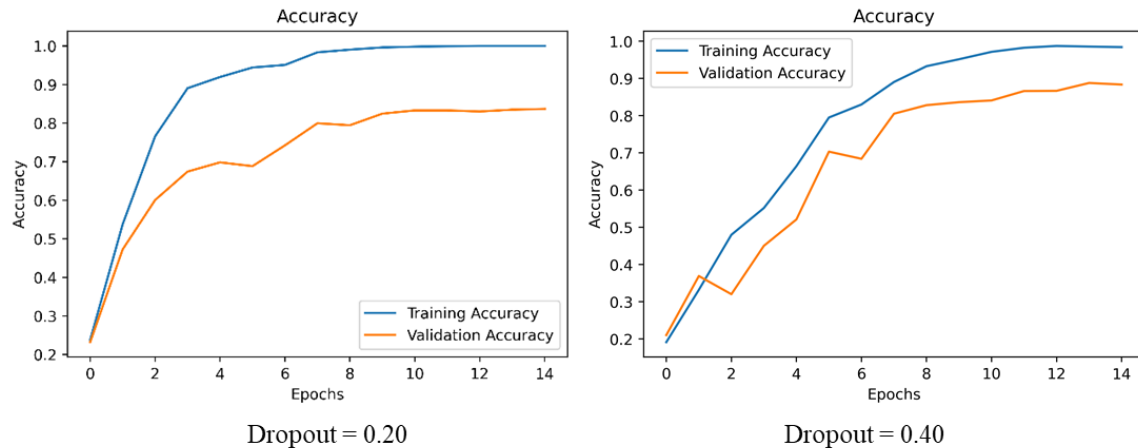 Accuracy
1.0
0.9
0.8
0.7
0.6
0.5
0.4
0.3
0.2
Accuracy
Training Accuracy
Validation Accuracy
0 2 4 6 8 10 12 14
Epochs
Dropout = 0.20
Accuracy
1.0
0.9
0.8
0.7
0.6
0.5
0.4
0.3
0.2
Accuracy
Training Accuracy
Validation Accuracy
0 2 4 6 8 10 12 14
Epochs
Dropout = 0.40